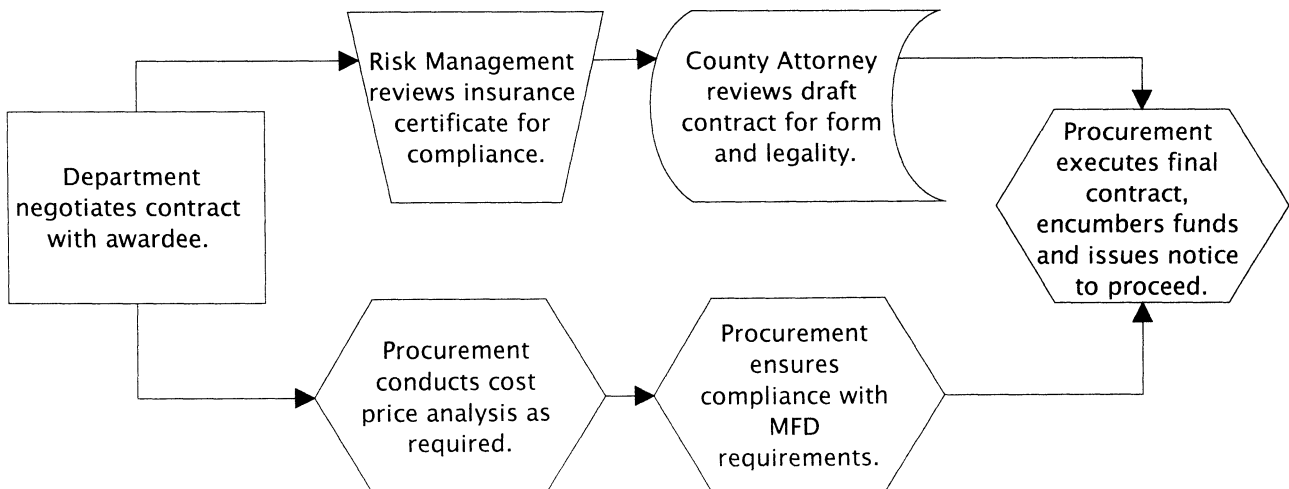 Department
negotiates contract
with awardee.
Risk Management
reviews insurance
certificate for
compliance.
County Attorney
reviews draft
contract for form
and legality.
Procurement
executes final
contract,
encumbers funds
and issues notice
to proceed.
Procurement
conducts cost
price analysis as
required.
Procurement
ensures
compliance with
MFD
requirements.